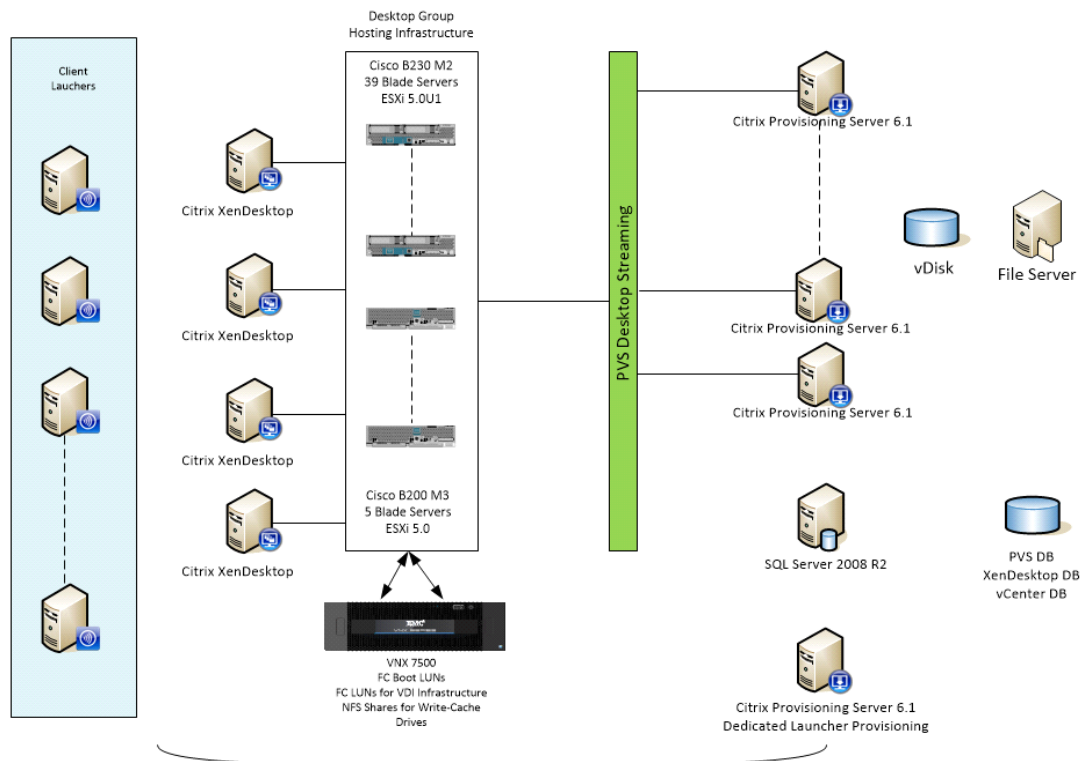 Desktop Group
Hosting Infrastructure
Client
Lauchers
Cisco B230 M2
39 Blade Servers
ESXi 5.0U1
Citrix XenDesktop
Citrix XenDesktop
Citrix XenDesktop
Citrix XenDesktop
Cisco B200 M3
5 Blade Servers
ESXi 5.0
EMC²
VNX 7500
FC Boot LUNs
FC LUNs for VDI Infrastructure
NFS Shares for Write-Cache
Drives
PVS Desktop Streaming
Citrix Provisioning Server 6.1
Citrix Provisioning Server 6.1
Citrix Provisioning Server 6.1
vDisk
File Server
SQL Server 2008 R2
PVS DB
XenDesktop DB
vCenter DB
Citrix Provisioning Server 6.1
Dedicated Launcher Provisioning